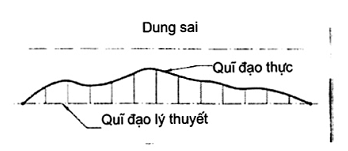 Dung sai
Quĩ đạo thực
Quĩ đạo lý thuyết